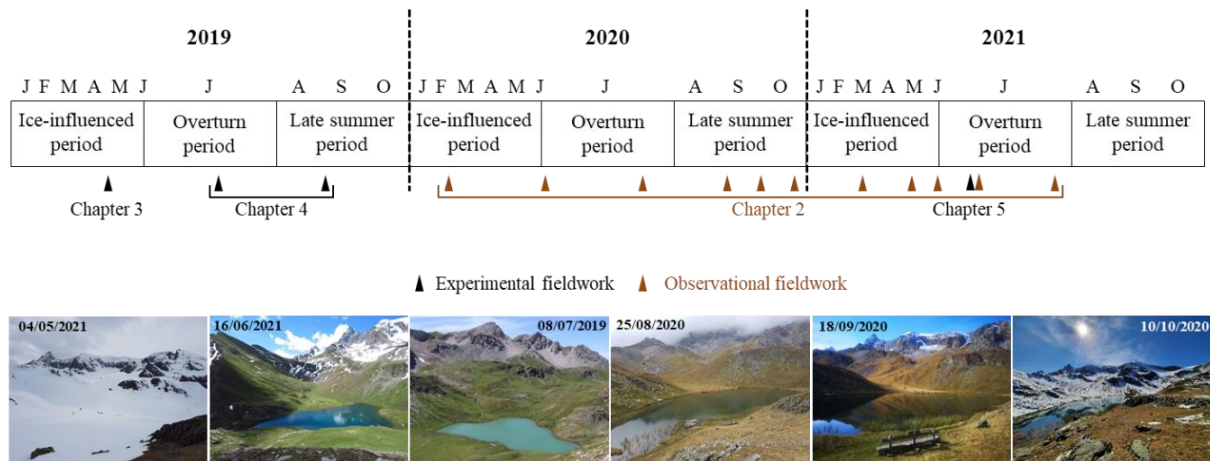 2019 2020 2021
J F M A M J J A S O J F M A M J J A S O J F M A M J J A S O
Ice-influenced period Overturn period Late summer period Ice-influenced period Overturn period Late summer period Ice-influenced period Overturn period Late summer period
Chapter 3 Chapter 4 Chapter 2 Chapter 5
Experimental fieldwork Observational fieldwork
04/05/2021 16/06/2021 08/07/2019 25/08/2020 18/09/2020 10/10/2020